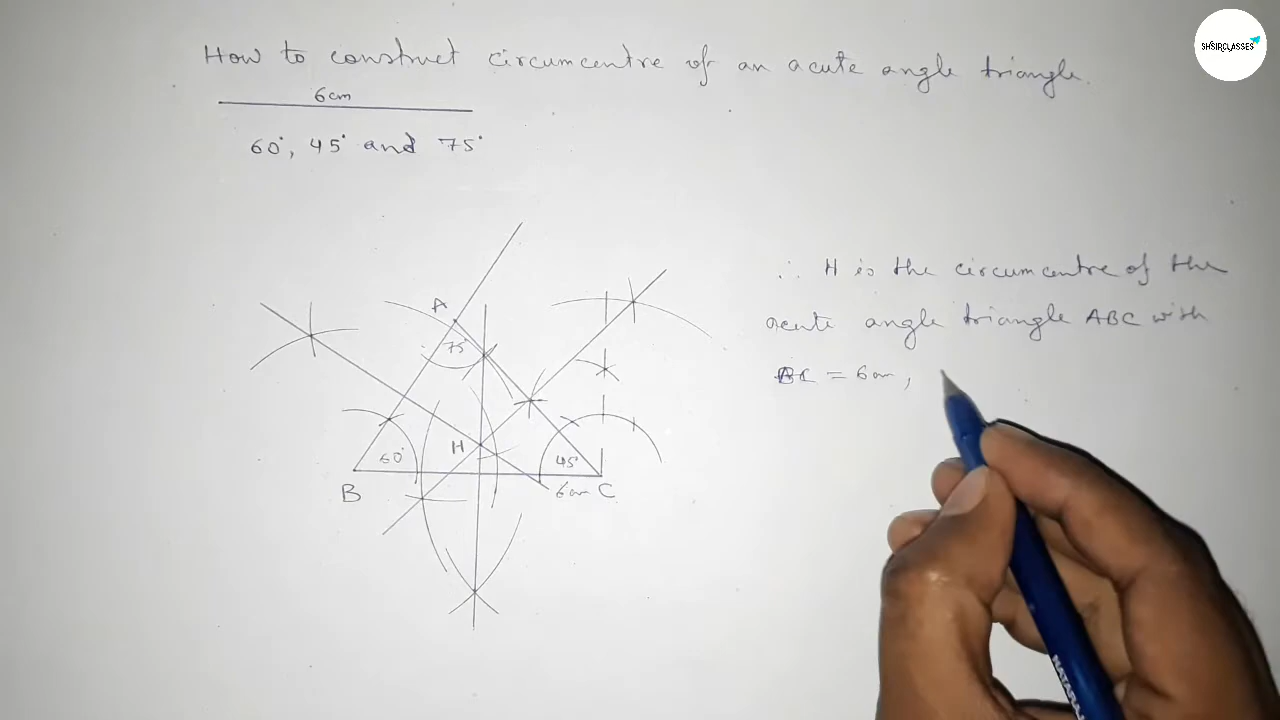 How to construct circumcentre of an acute angle triangle.
6cm
60°, 45° and 75°
SHSIRCLASSES
A
75°
∴ H is the circumcentre of the
acute angle triangle ABC with
BC = 6cm,
H
60°
45°
B
6cm C
NATARAJ